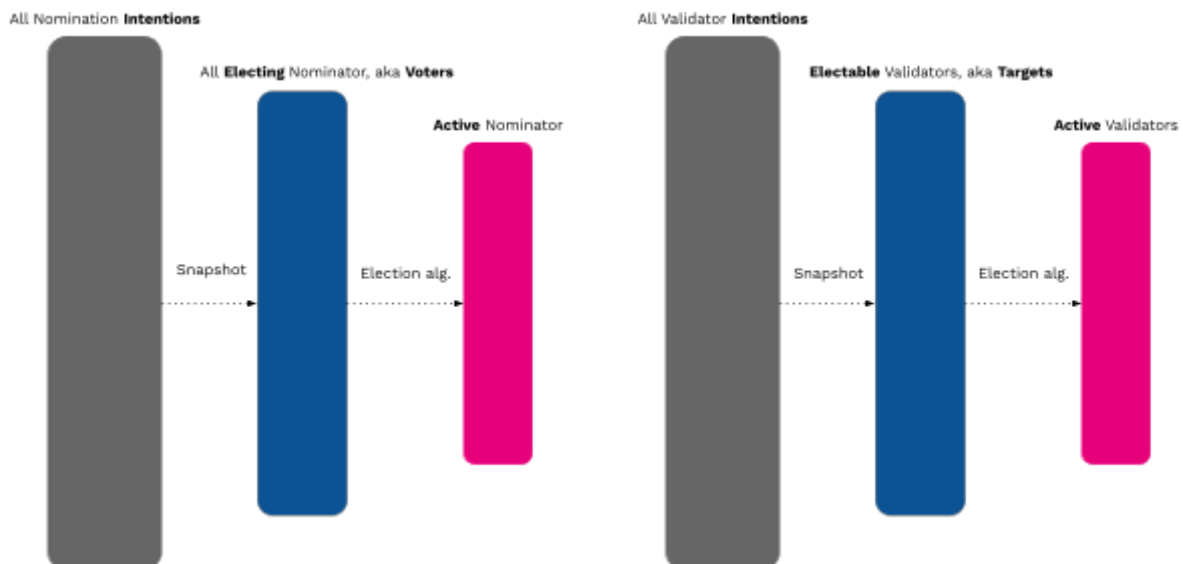 All Nomination Intentions
All Electing Nominator, aka Voters
Active Nominator
Snapshot
Election alg.
All Validator Intentions
Electable Validators, aka Targets
Active Validators
Snapshot
Election alg.